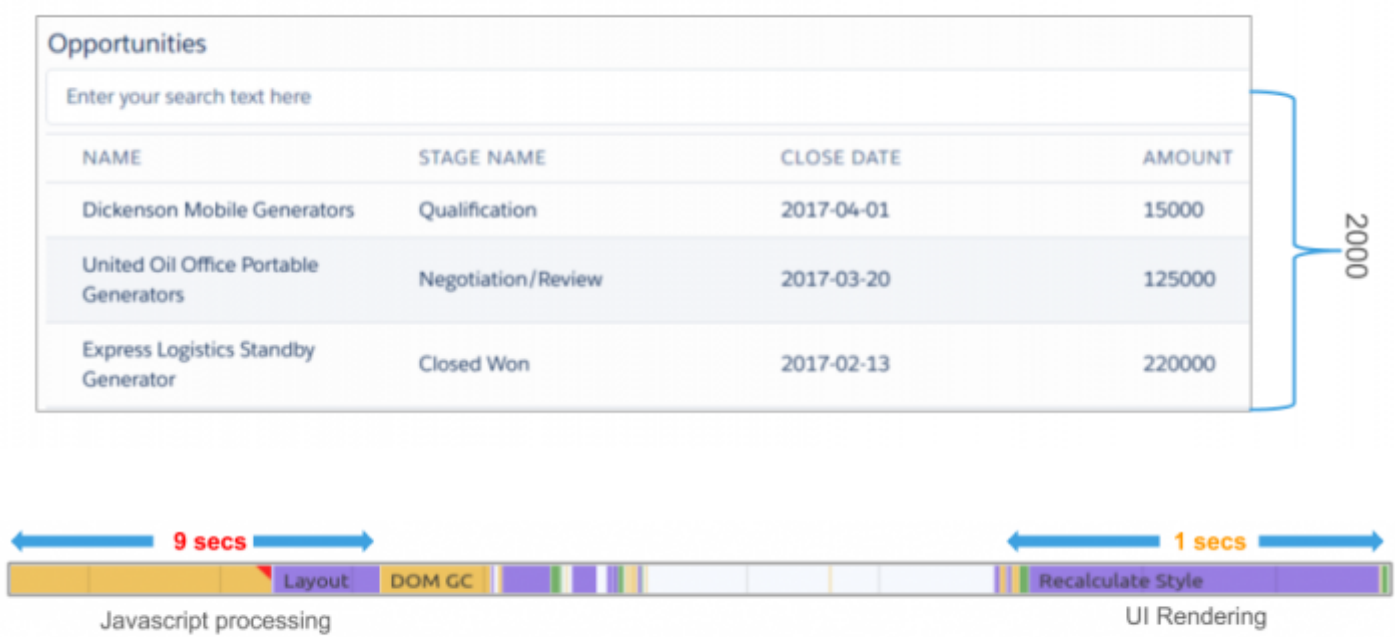 Opportunities
Enter your search text here
NAME STAGE NAME CLOSE DATE AMOUNT
Dickenson Mobile Generators Qualification 2017-04-01 15000
United Oil Office Portable
Generators Negotiation/Review 2017-03-20 125000
Express Logistics Standby
Generator Closed Won 2017-02-13 220000
2000
9 secs 1 secs
Layout DOM GC Recalculate Style
Javascript processing UI Rendering